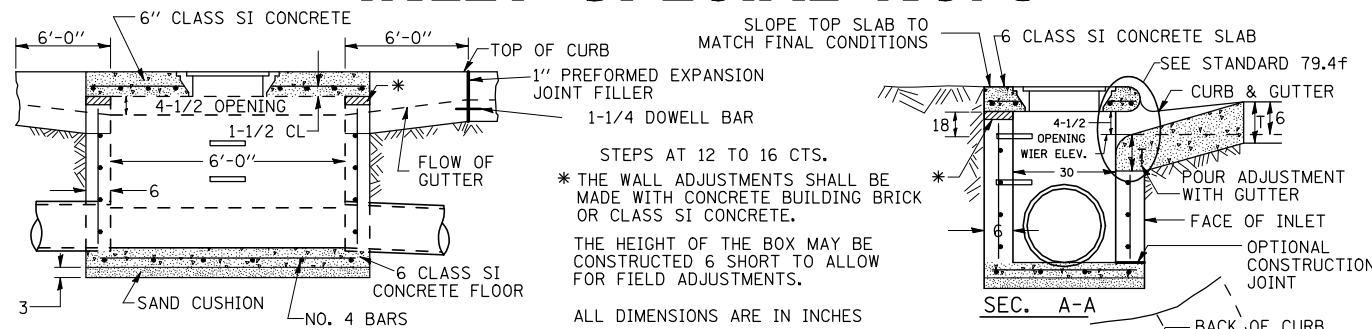 6'' CLASS SI CONCRETE
6'-0''
6'-0''
TOP OF CURB
1'' PREFORMED EXPANSION
JOINT FILLER
*
4-1/2 OPENING
1-1/2 CL
1-1/4 DOWELL BAR
6'-0''
FLOW OF
GUTTER
6
6 CLASS SI
CONCRETE FLOOR
3
SAND CUSHION
NO. 4 BARS
STEPS AT 12 TO 16 CTS.
* THE WALL ADJUSTMENTS SHALL BE
MADE WITH CONCRETE BUILDING BRICK
OR CLASS SI CONCRETE.
THE HEIGHT OF THE BOX MAY BE
CONSTRUCTED 6 SHORT TO ALLOW
FOR FIELD ADJUSTMENTS.
ALL DIMENSIONS ARE IN INCHES
SLOPE TOP SLAB TO
MATCH FINAL CONDITIONS
6 CLASS SI CONCRETE SLAB
SEE STANDARD 79.4f
CURB & GUTTER
18
4-1/2
OPENING
WIER ELEV.
T
T
6
*
30
POUR ADJUSTMENT
WITH GUTTER
FACE OF INLET
6
OPTIONAL
CONSTRUCTION
JOINT
SEC. A-A
BACK OF CURB